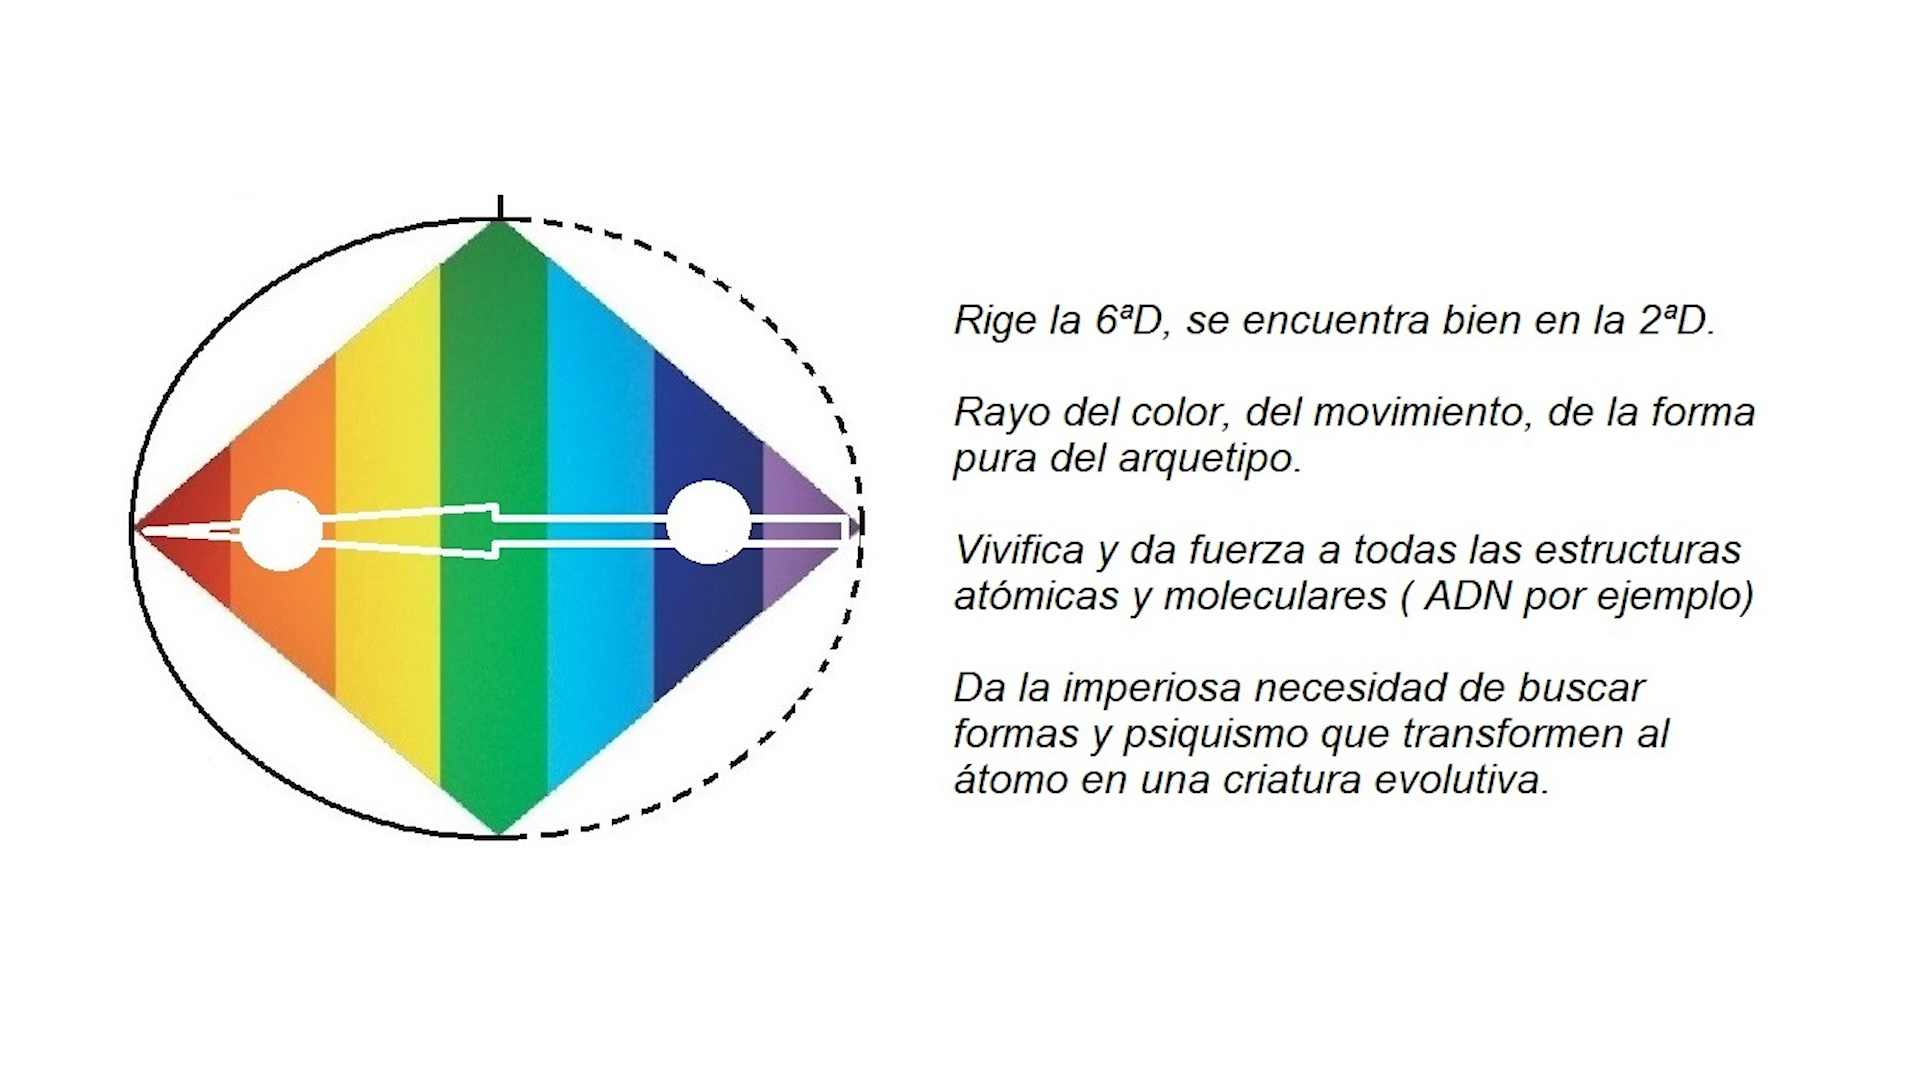 Rige la 6ªD, se encuentra bien en la 2ªD.
Rayo del color, del movimiento, de la forma
pura del arquetipo.
Vivifica y da fuerza a todas las estructuras
atómicas y moleculares ( ADN por ejemplo)
Da la imperiosa necesidad de buscar
formas y psiquismo que transformen al
átomo en una criatura evolutiva.